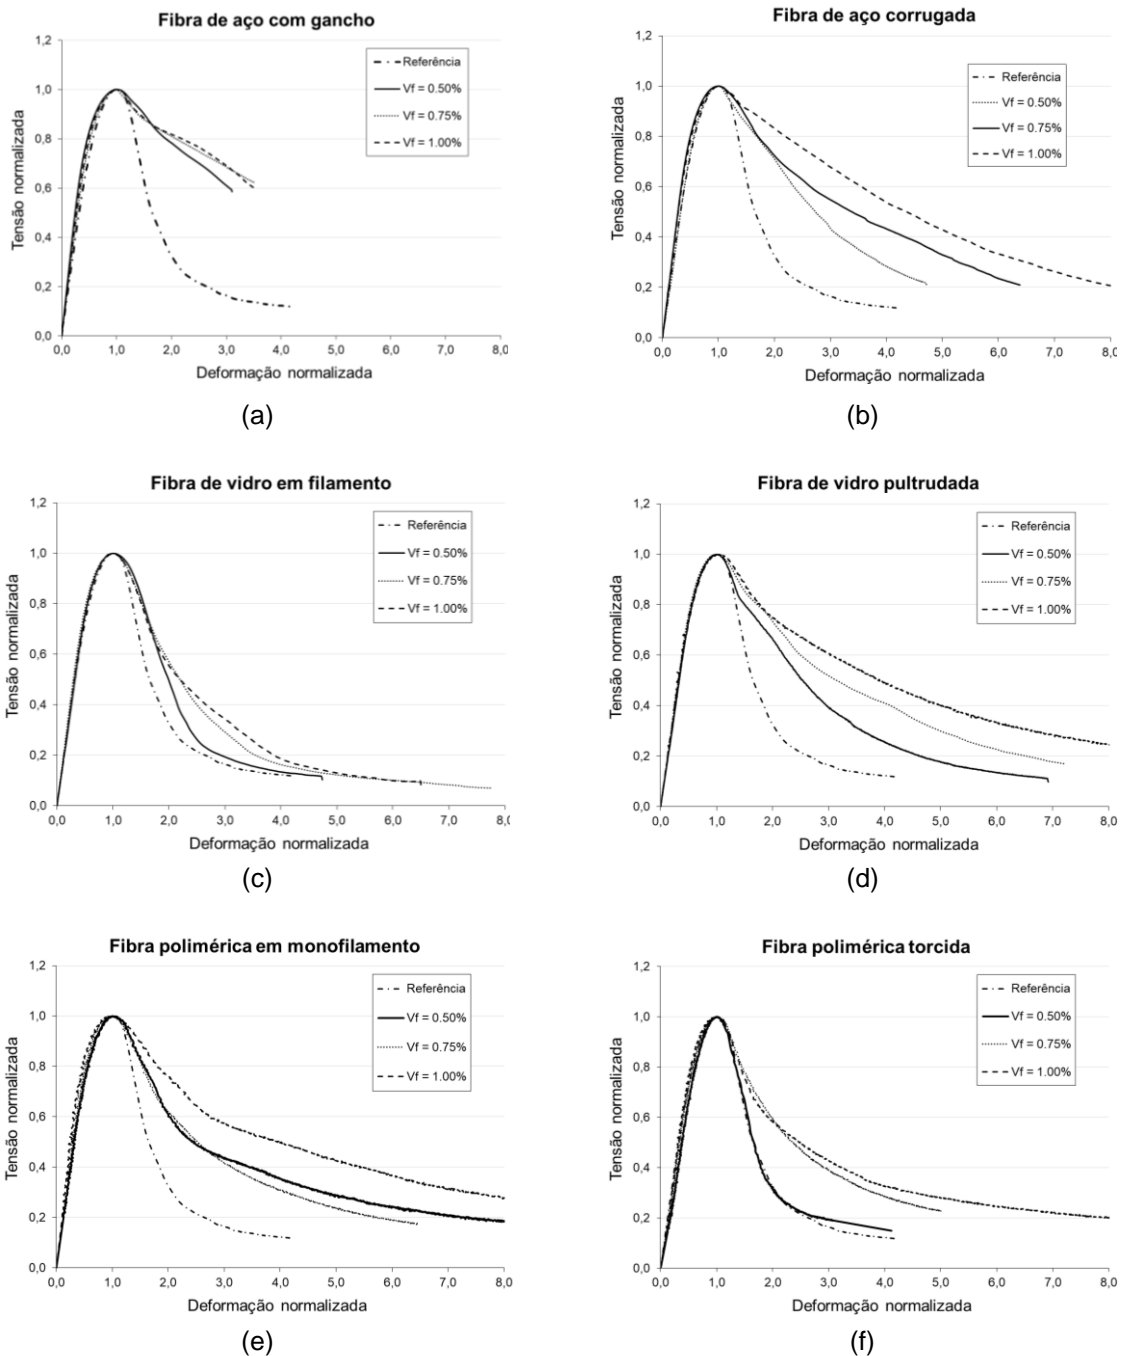 Fibra de aço com gancho
1,2
1,0
0,8
0,6
0,4
0,2
0,0
Tensão normalizada
Referência
Vf = 0.50%
Vf = 0.75%
Vf = 1.00%
0,0 1,0 2,0 3,0 4,0 5,0 6,0 7,0 8,0
Deformação normalizada
(a)
Fibra de aço corrugada
1,2
1,0
0,8
0,6
0,4
0,2
0,0
Tensão normalizada
Referência
Vf = 0.50%
Vf = 0.75%
Vf = 1.00%
0,0 1,0 2,0 3,0 4,0 5,0 6,0 7,0 8,0
Deformação normalizada
(b)
Fibra de vidro em filamento
1,2
1,0
0,8
0,6
0,4
0,2
0,0
Tensão normalizada
Referência
Vf = 0.50%
Vf = 0.75%
Vf = 1.00%
0,0 1,0 2,0 3,0 4,0 5,0 6,0 7,0 8,0
Deformação normalizada
(c)
Fibra de vidro pultrudada
1,2
1,0
0,8
0,6
0,4
0,2
0,0
Tensão normalizada
Referência
Vf = 0.50%
Vf = 0.75%
Vf = 1.00%
0,0 1,0 2,0 3,0 4,0 5,0 6,0 7,0 8,0
Deformação normalizada
(d)
Fibra polimérica em monofilamento
1,2
1,0
0,8
0,6
0,4
0,2
0,0
Tensão normalizada
Referência
Vf = 0.50%
Vf = 0.75%
Vf = 1.00%
0,0 1,0 2,0 3,0 4,0 5,0 6,0 7,0 8,0
Deformação normalizada
(e)
Fibra polimérica torcida
1,2
1,0
0,8
0,6
0,4
0,2
0,0
Tensão normalizada
Referência
Vf = 0.50%
Vf = 0.75%
Vf = 1.00%
0,0 1,0 2,0 3,0 4,0 5,0 6,0 7,0 8,0
Deformação normalizada
(f)